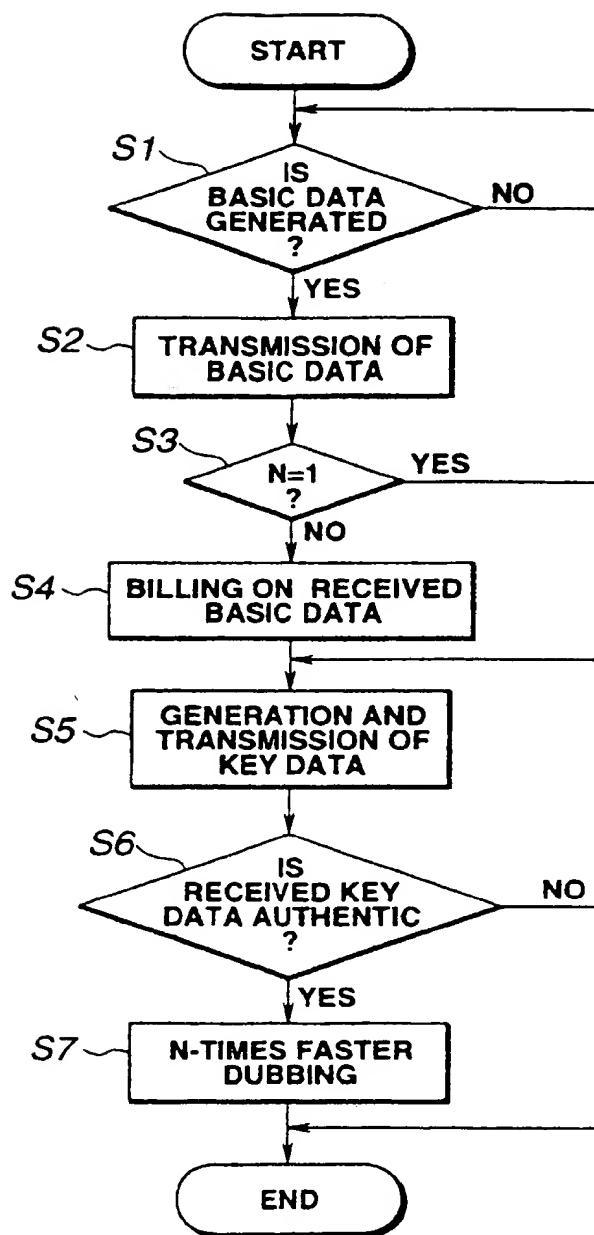 START
S1
IS
BASIC DATA
GENERATED
?
NO
YES
S2
TRANSMISSION OF
BASIC DATA
S3
N=1
?
YES
NO
S4
BILLING ON RECEIVED
BASIC DATA
S5
GENERATION AND
TRANSMISSION OF
KEY DATA
S6
IS
RECEIVED KEY
DATA AUTHENTIC
?
NO
YES
S7
N-TIMES FASTER
DUBBING
END